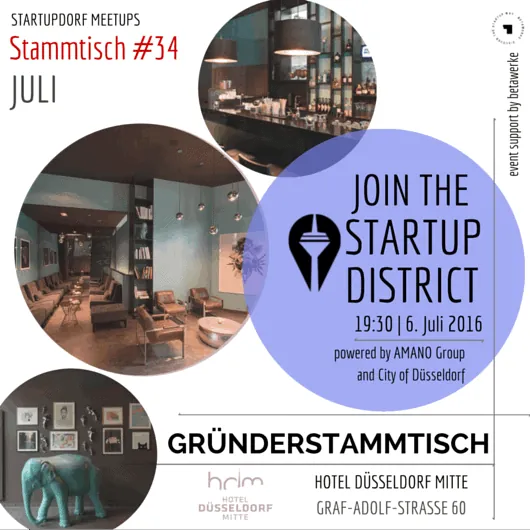 STARTUPDORF MEETUPS
Stammtisch #34
JULI
event support by betawerke
JOIN THE
STARTUP
DISTRICT
19:30 | 6. Juli 2016
powered by AMANO Group
and City of Düsseldorf
GRÜNDERSTAMMTISCH
hrim
HOTEL
DÜSSELDORF
MITTE
HOTEL DÜSSELDORF MITTE
GRAF-ADOLF-STRASSE 60